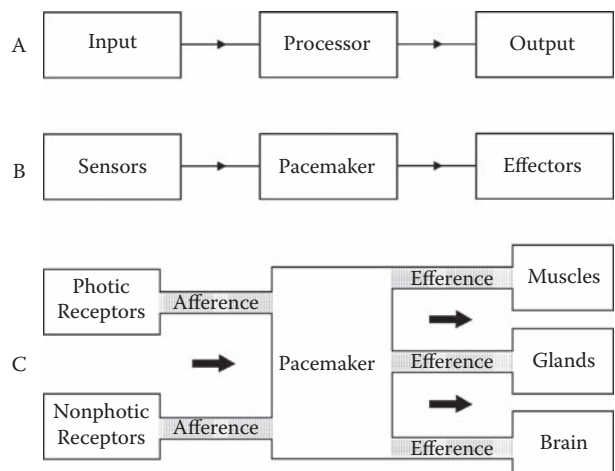 A
Input
Processor
Output
B
Sensors
Pacemaker
Effectors
C
Photic
Receptors
Afference
Nonphotic
Receptors
Afference
Pacemaker
Efference
Muscles
Efference
Glands
Efference
Brain